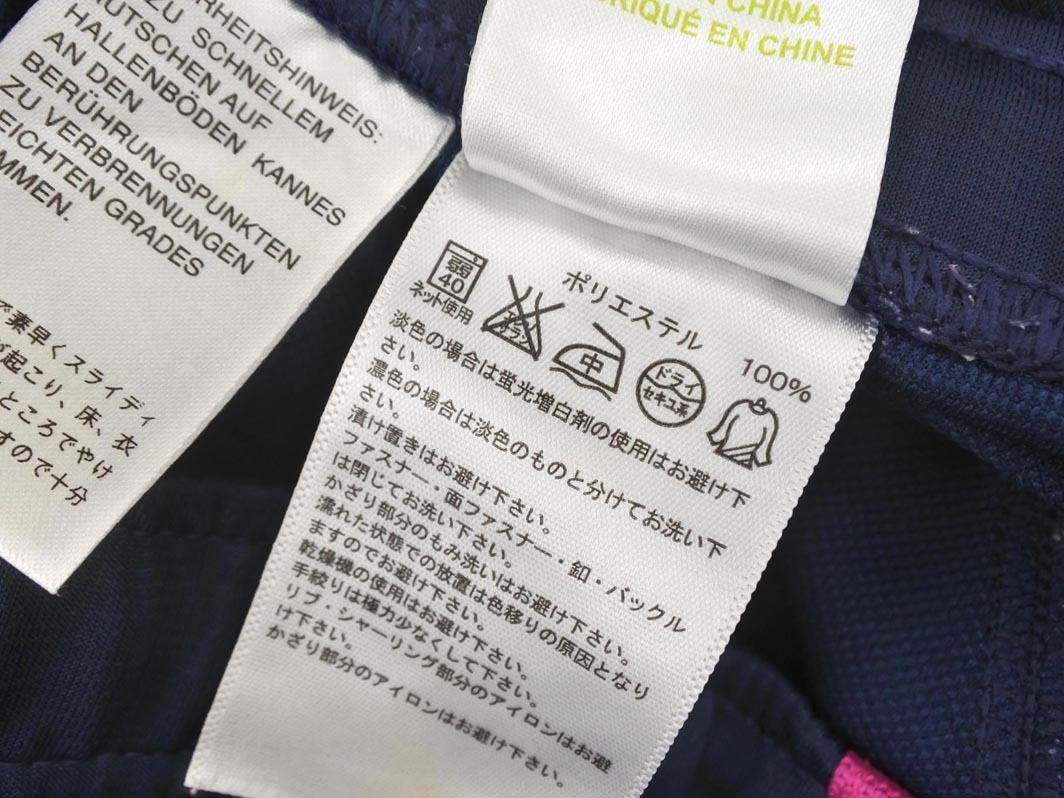 RHEITSHINWEIS:
ZU SCHNELLEM
RUTSCHEN AUF
HALLENBÖDEN KANNES
AN DEN
BERÜHRUNGSPUNKTEN
ZU VERBRENNUNGEN
EICHTEN GRADES
MMEN.
で素早くスライディ
が起こり、床、衣
ところでやけ
すので十分
CHINA
BRIQUÉ EN CHINE
ポリエステル 100%
弱
40
ネット使用
中
ドライ
セキユ系
淡色の場合は蛍光増白剤の使用はお避け下
さい。
濃色の場合は淡色のものと分けてお洗い下
さい。
漬け置きはお避け下さい。
ファスナー・面ファスナー・釦・バックル
は閉じてお洗い下さい。
かざり部分のもみ洗いはお避け下さい。
濡れた状態での放置は色移りの原因となり
ますのでお避け下さい。
乾燥機の使用はお避け下さい。
手絞りは極力少なくして下さい。
リブ・シャーリング部分のアイロンはお避
け下さい。
かざり部分のアイロンはお避け下さい。